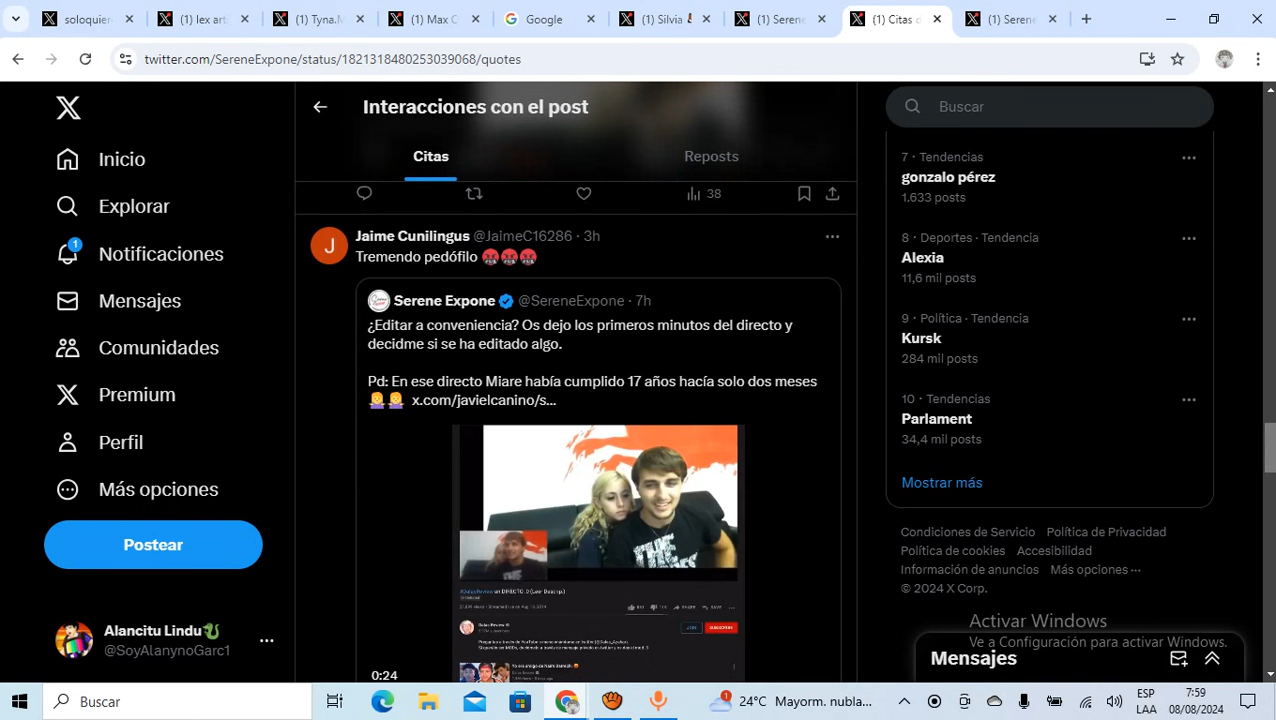 soloquier
(1) lex art
(1) Tyna.M
(1) Max C
Google
(1) Silvia
(1) Serene
(1) Citas d
(1) Serene
twitter.com/SereneExpone/status/1821318480253039068/quotes
Inicio
Explorar
1
Notificaciones
Mensajes
Comunidades
Premium
Perfil
Más opciones
Postear
Alancitu Lindu
@SoyAlanynoGarc1
Interacciones con el post
Citas
Reposts
38
J
Jaime Cunilingus @JaimeC16286 · 3h
Tremendo pedófilo
Serene Expone @SereneExpone · 7h
¿Editar a conveniencia? Os dejo los primeros minutos del directo y
decidme si se ha editado algo.
Pd: En ese directo Miare había cumplido 17 años hacía solo dos meses
x.com/javielcanino/s...
0:24
Buscar
7 · Tendencias
gonzalo pérez
1.633 posts
8 · Deportes · Tendencia
Alexia
11,6 mil posts
9 · Política · Tendencia
Kursk
284 mil posts
10 · Tendencias
Parlament
34,4 mil posts
Mostrar más
Condiciones de Servicio Política de Privacidad
Política de cookies Accesibilidad
Información de anuncios Más opciones ···
© 2024 X Corp.
Activar Windows
Ve a Configuración para activar Windows.
Buscar
1
24°C Mayorm. nubla...
ESP
LAA
17:59
08/08/2024